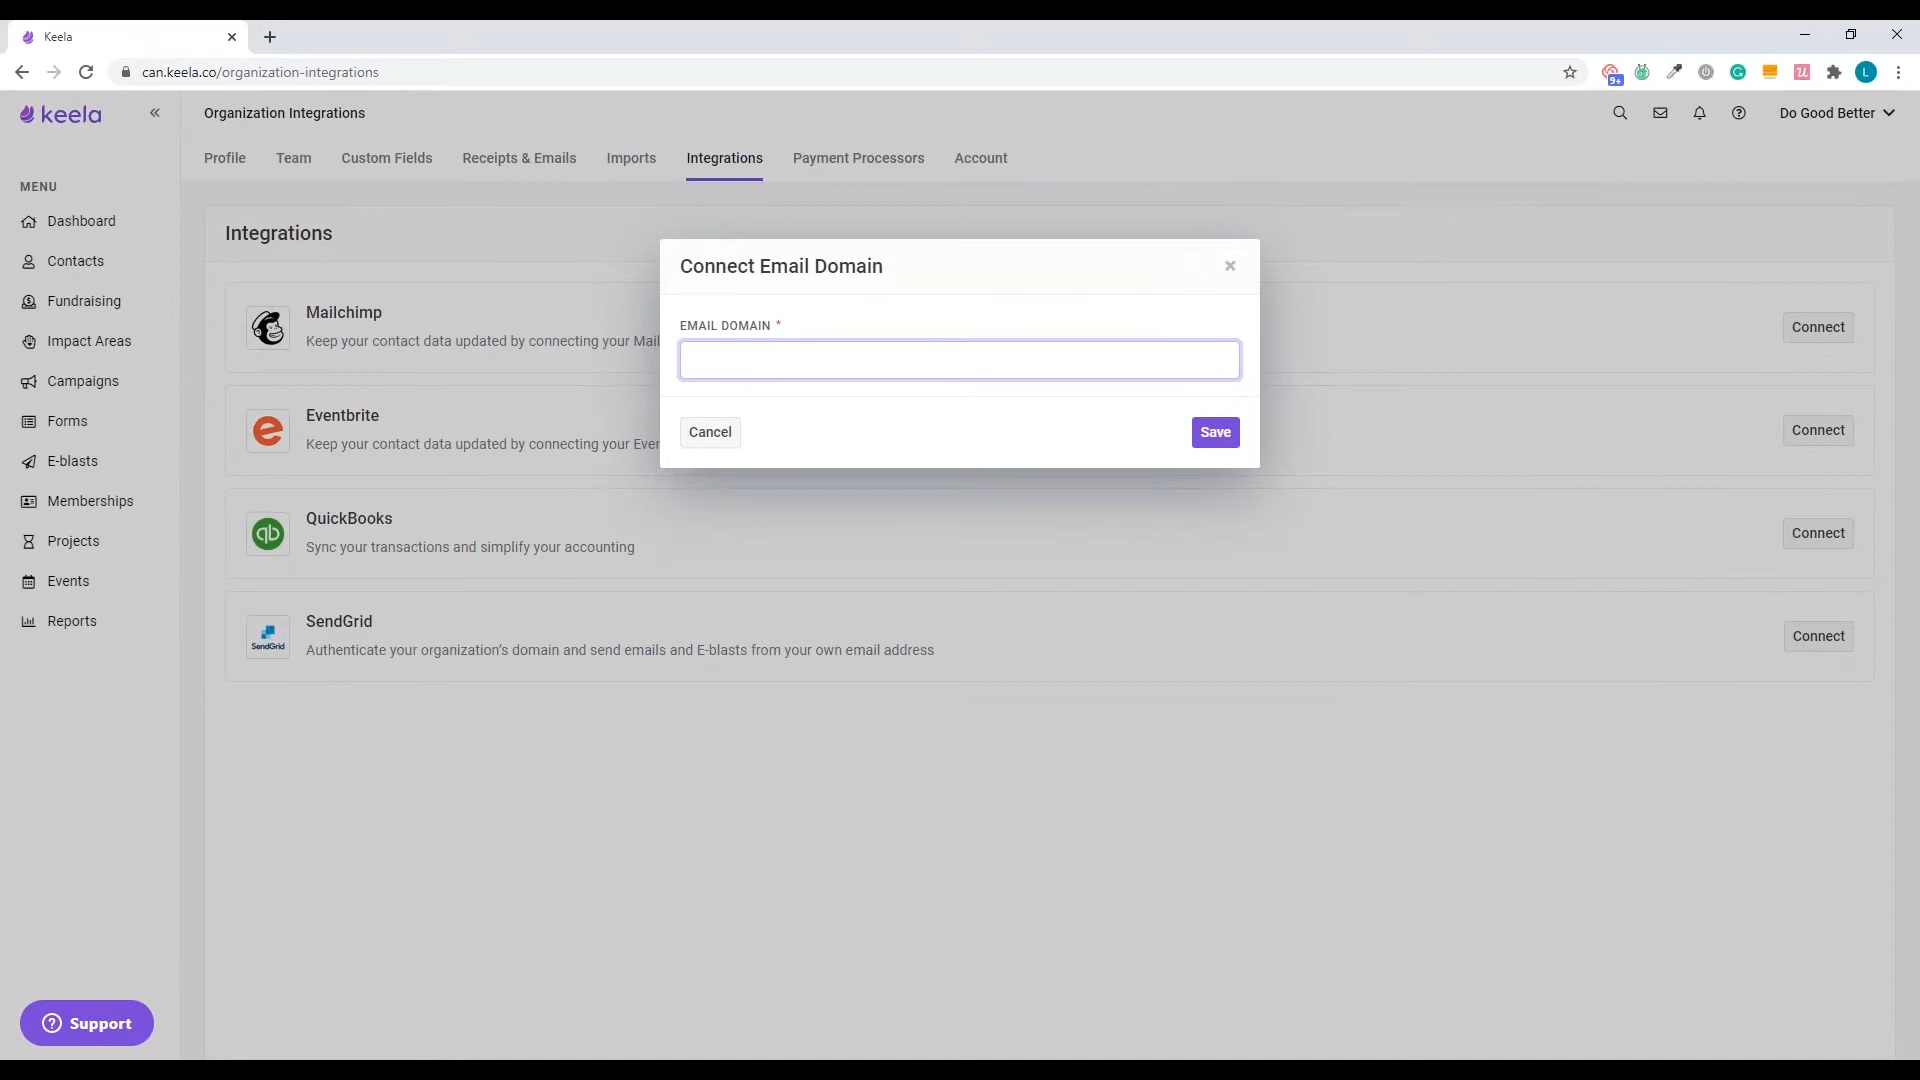 Keela
can.keela.co/organization-integrations
9+
L
keela
Organization Integrations
Do Good Better
Profile
Team
Custom Fields
Receipts & Emails
Imports
Integrations
Payment Processors
Account
MENU
Dashboard
Contacts
Fundraising
Impact Areas
Campaigns
Forms
E-blasts
Memberships
Projects
Events
Reports
Support
Integrations
Mailchimp
Keep your contact data updated by connecting your Mail
Connect
Eventbrite
Keep your contact data updated by connecting your Even
Connect
qb
QuickBooks
Sync your transactions and simplify your accounting
Connect
SendGrid
SendGrid
Authenticate your organization’s domain and send emails and E-blasts from your own email address
Connect
Connect Email Domain
EMAIL DOMAIN *
Cancel
Save